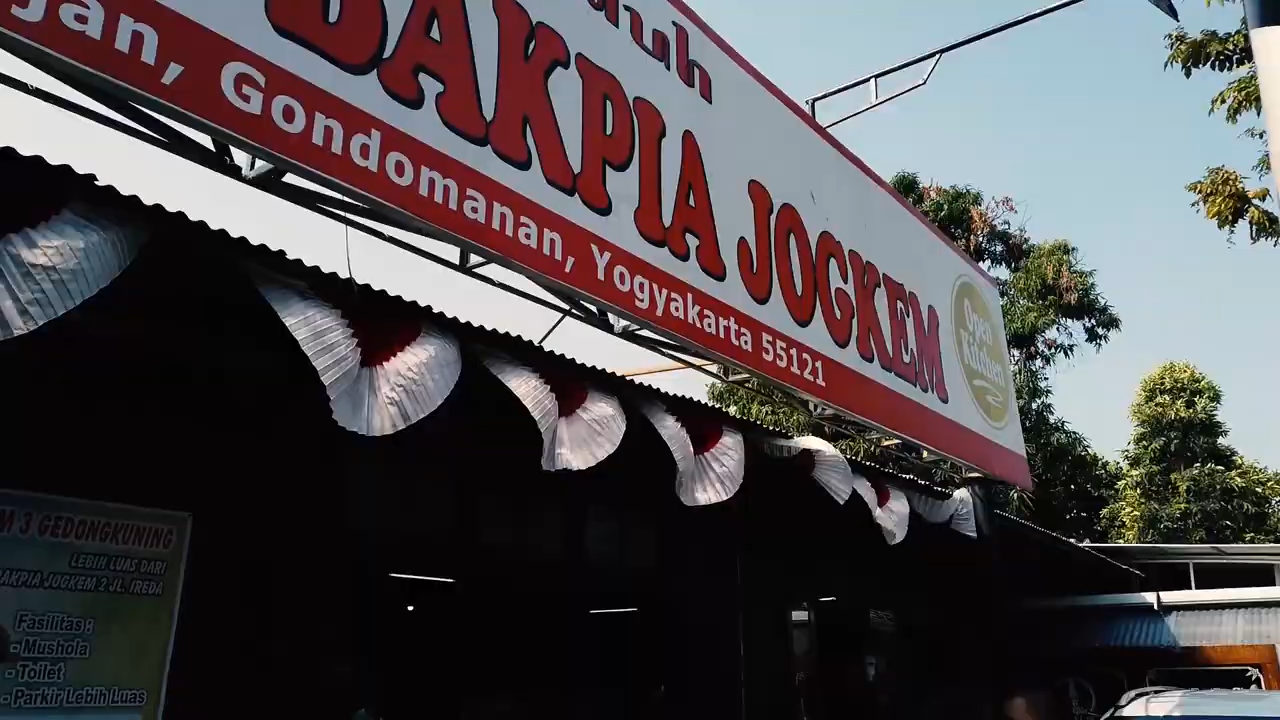 BAKPIA JOGKEM
jan, Gondomanan, Yogyakarta 55121
Open
Kitchen
M 3 GEDONGKUNING
LEBIH LUAS DARI
BAKPIA JOGKEM 2 JL. IREDA
Fasilitas :
- Mushola
- Toilet
- Parkir Lebih Luas